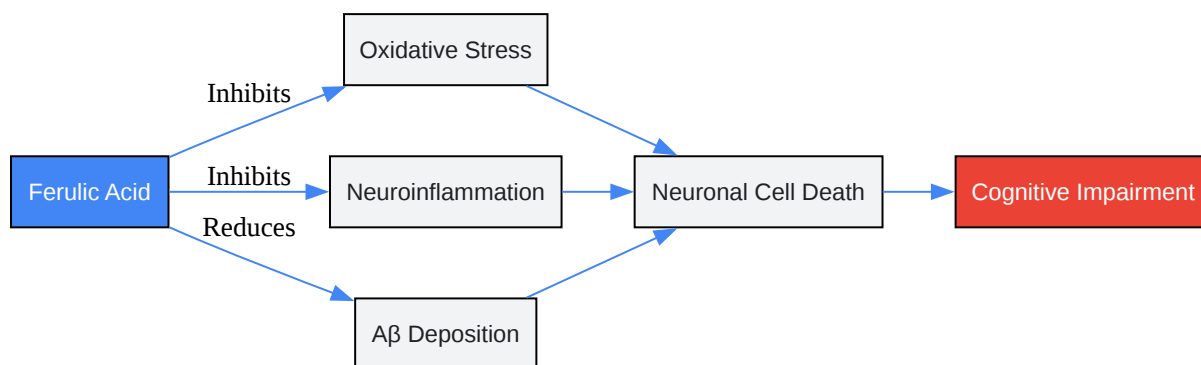 Oxidative Stress
Inhibits
Ferulic Acid
Inhibits
Neuroinflammation
Neuronal Cell Death
Cognitive Impairment
Reduces
Aβ Deposition